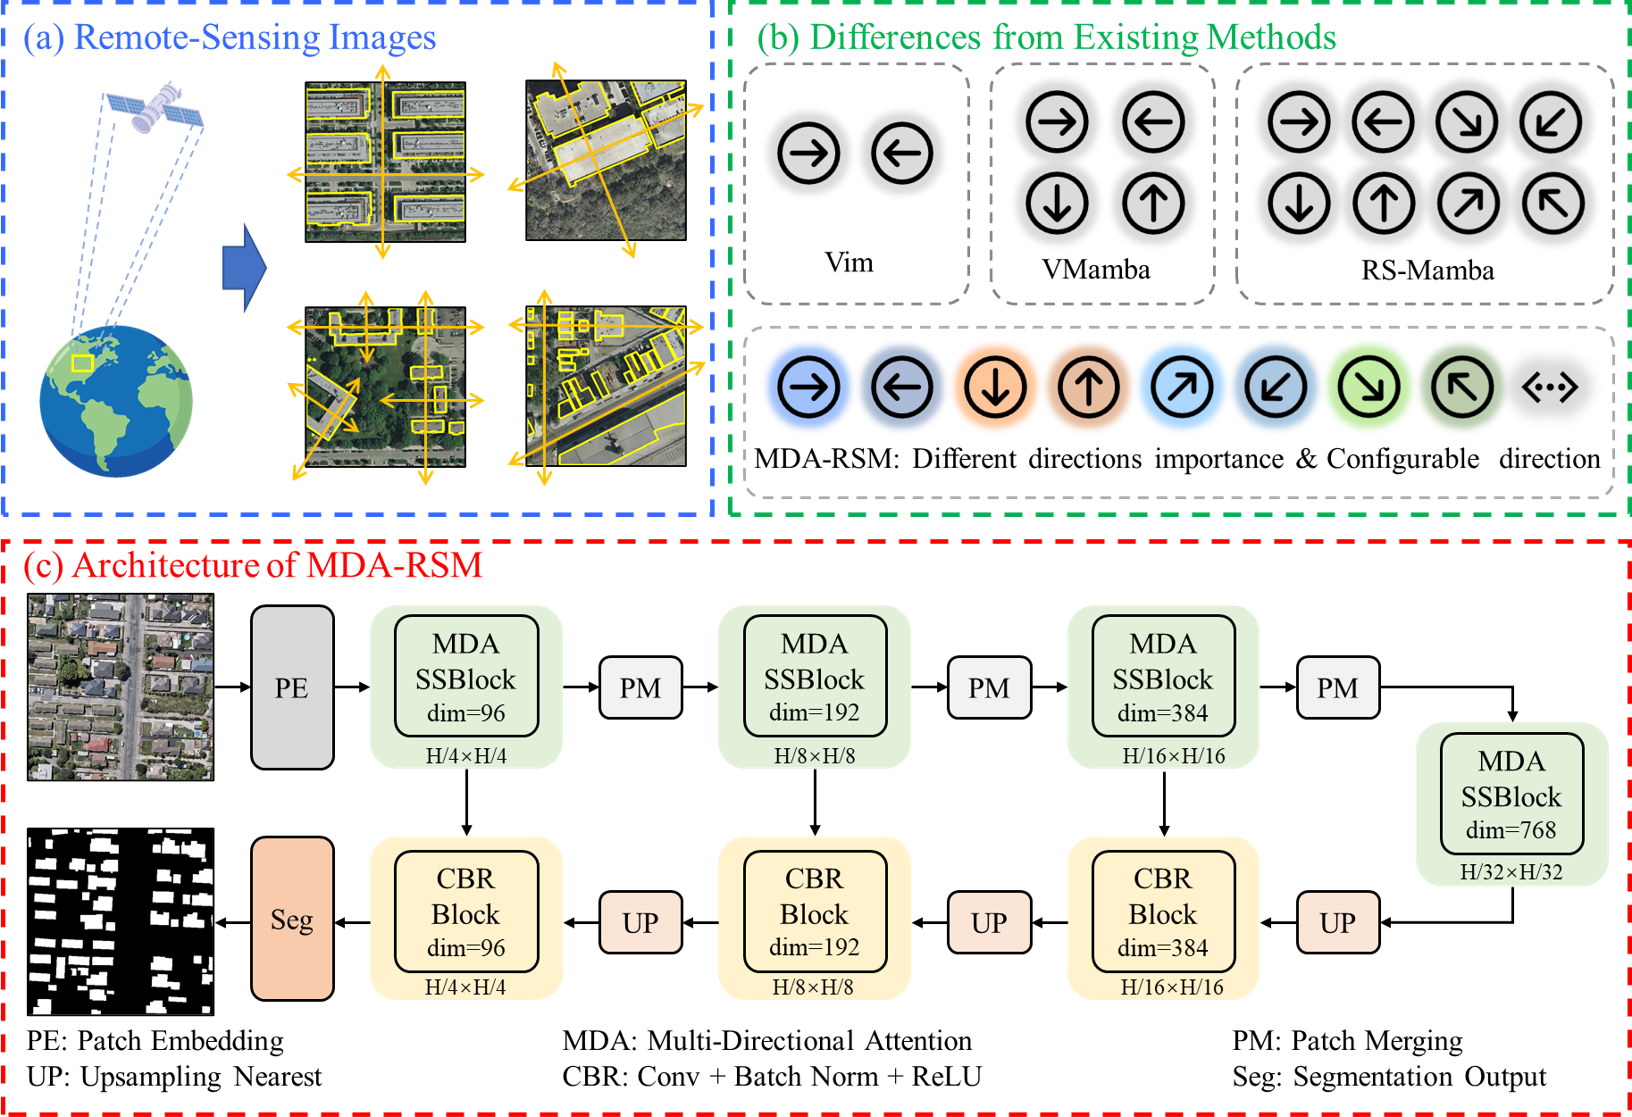 (a) Remote-Sensing Images
(b) Differences from Existing Methods
Vim
VMamba
RS-Mamba
MDA-RSM: Different directions importance & Configurable direction
(c) Architecture of MDA-RSM
PE
MDA
SSBlock
dim=96
H/4×H/4
PM
MDA
SSBlock
dim=192
H/8×H/8
PM
MDA
SSBlock
dim=384
H/16×H/16
PM
MDA
SSBlock
dim=768
H/32×H/32
Seg
CBR
Block
dim=96
H/4×H/4
UP
CBR
Block
dim=192
H/8×H/8
UP
CBR
Block
dim=384
H/16×H/16
UP
PE: Patch Embedding
MDA: Multi-Directional Attention
PM: Patch Merging
UP: Upsampling Nearest
CBR: Conv + Batch Norm + ReLU
Seg: Segmentation Output